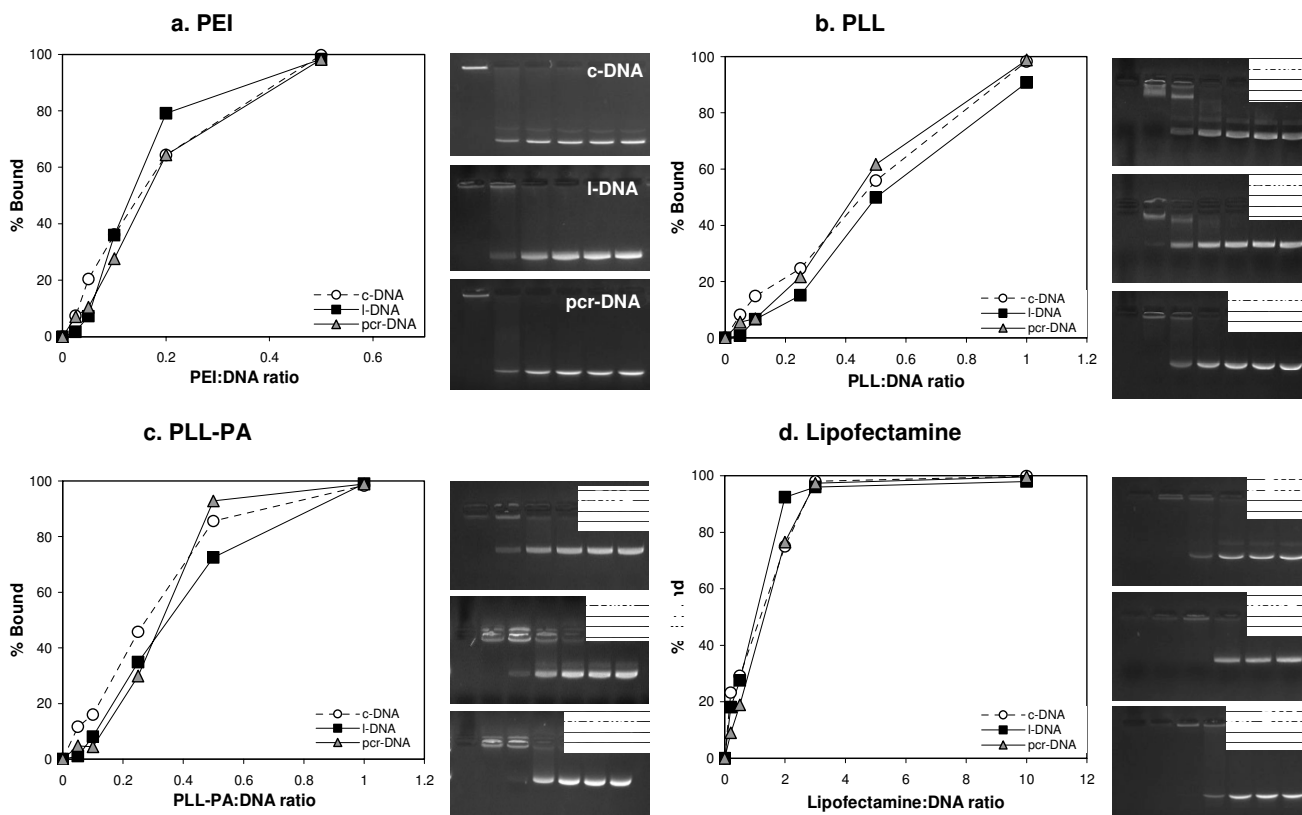 a. PEI
% Bound
100
80
60
40
20
0
0
0.2
0.4
0.6
PEI:DNA ratio
c-DNA
l-DNA
pcr-DNA
c-DNA
l-DNA
pcr-DNA
b. PLL
% Bound
100
80
60
40
20
0
0
0.2
0.4
0.6
0.8
1
1.2
PLL:DNA ratio
c-DNA
l-DNA
pcr-DNA
c. PLL-PA
% Bound
100
80
60
40
20
0
0
0.2
0.4
0.6
0.8
1
1.2
PLL-PA:DNA ratio
c-DNA
l-DNA
pcr-DNA
d. Lipofectamine
%
100
80
60
40
20
0
0
2
4
6
8
10
12
Lipofectamine:DNA ratio
c-DNA
l-DNA
pcr-DNA